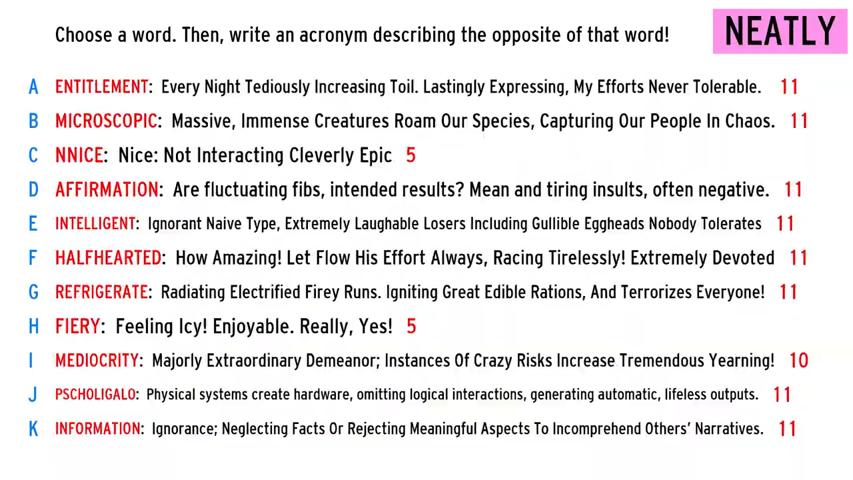 Choose a word. Then, write an acronym describing the opposite of that word!
NEATLY
A ENTITLEMENT: Every Night Tediously Increasing Toil. Lastingly Expressing, My Efforts Never Tolerable. 11
B MICROSCOPIC: Massive, Immense Creatures Roam Our Species, Capturing Our People In Chaos. 11
C NNICE: Nice: Not Interacting Cleverly Epic 5
D AFFIRMATION: Are fluctuating fibs, intended results? Mean and tiring insults, often negative. 11
E INTELLIGENT: Ignorant Naive Type, Extremely Laughable Losers Including Gullible Eggheads Nobody Tolerates 11
F HALFHEARTED: How Amazing! Let Flow His Effort Always, Racing Tirelessly! Extremely Devoted 11
G REFRIGERATE: Radiating Electrified Firey Runs. Igniting Great Edible Rations, And Terrorizes Everyone! 11
H FIERY: Feeling Icy! Enjoyable. Really, Yes! 5
I MEDIOCRITY: Majorly Extraordinary Demeanor; Instances Of Crazy Risks Increase Tremendous Yearning! 10
J PSCHOLIGALO: Physical systems create hardware, omitting logical interactions, generating automatic, lifeless outputs. 11
K INFORMATION: Ignorance; Neglecting Facts Or Rejecting Meaningful Aspects To Incomprehend Others' Narratives. 11